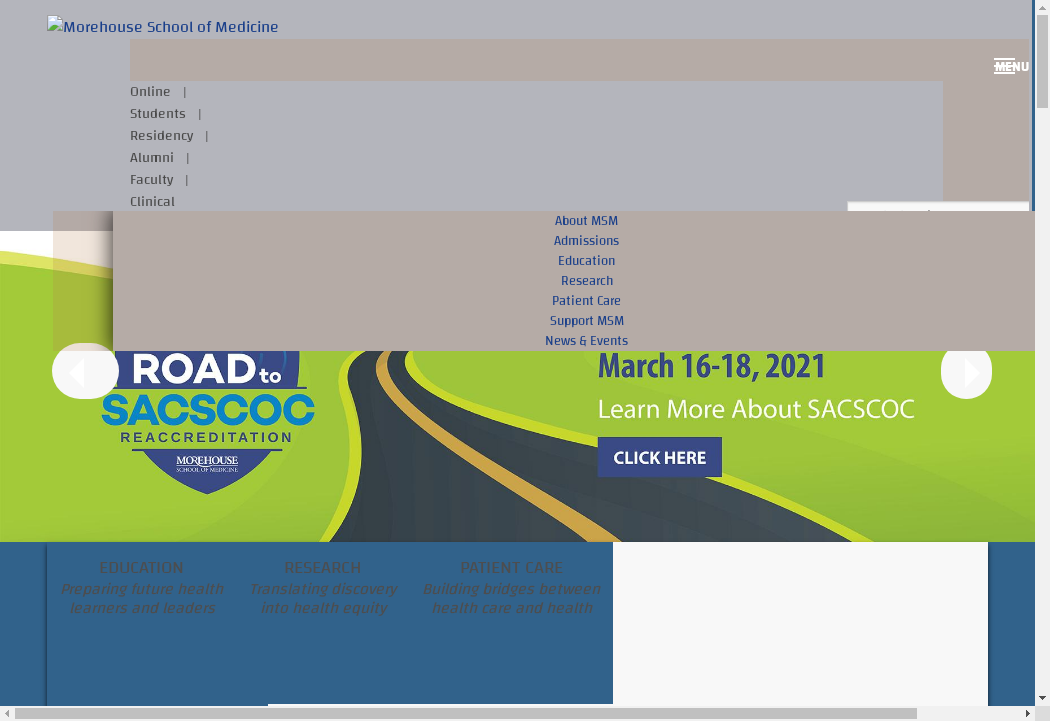 Morehouse School of Medicine
MENU
Online |
Students |
Residency |
Alumni |
Faculty |
Clinical
About MSM
Admissions
Education
Research
Patient Care
Support MSM
News & Events
ROAD to
SACSCOC
REACCREDITATION
MOREHOUSE
SCHOOL OF MEDICINE
March 16-18, 2021
Learn More About SACSCOC
CLICK HERE
EDUCATION
Preparing future health
learners and leaders
RESEARCH
Translating discovery
into health equity
PATIENT CARE
Building bridges between
health care and health